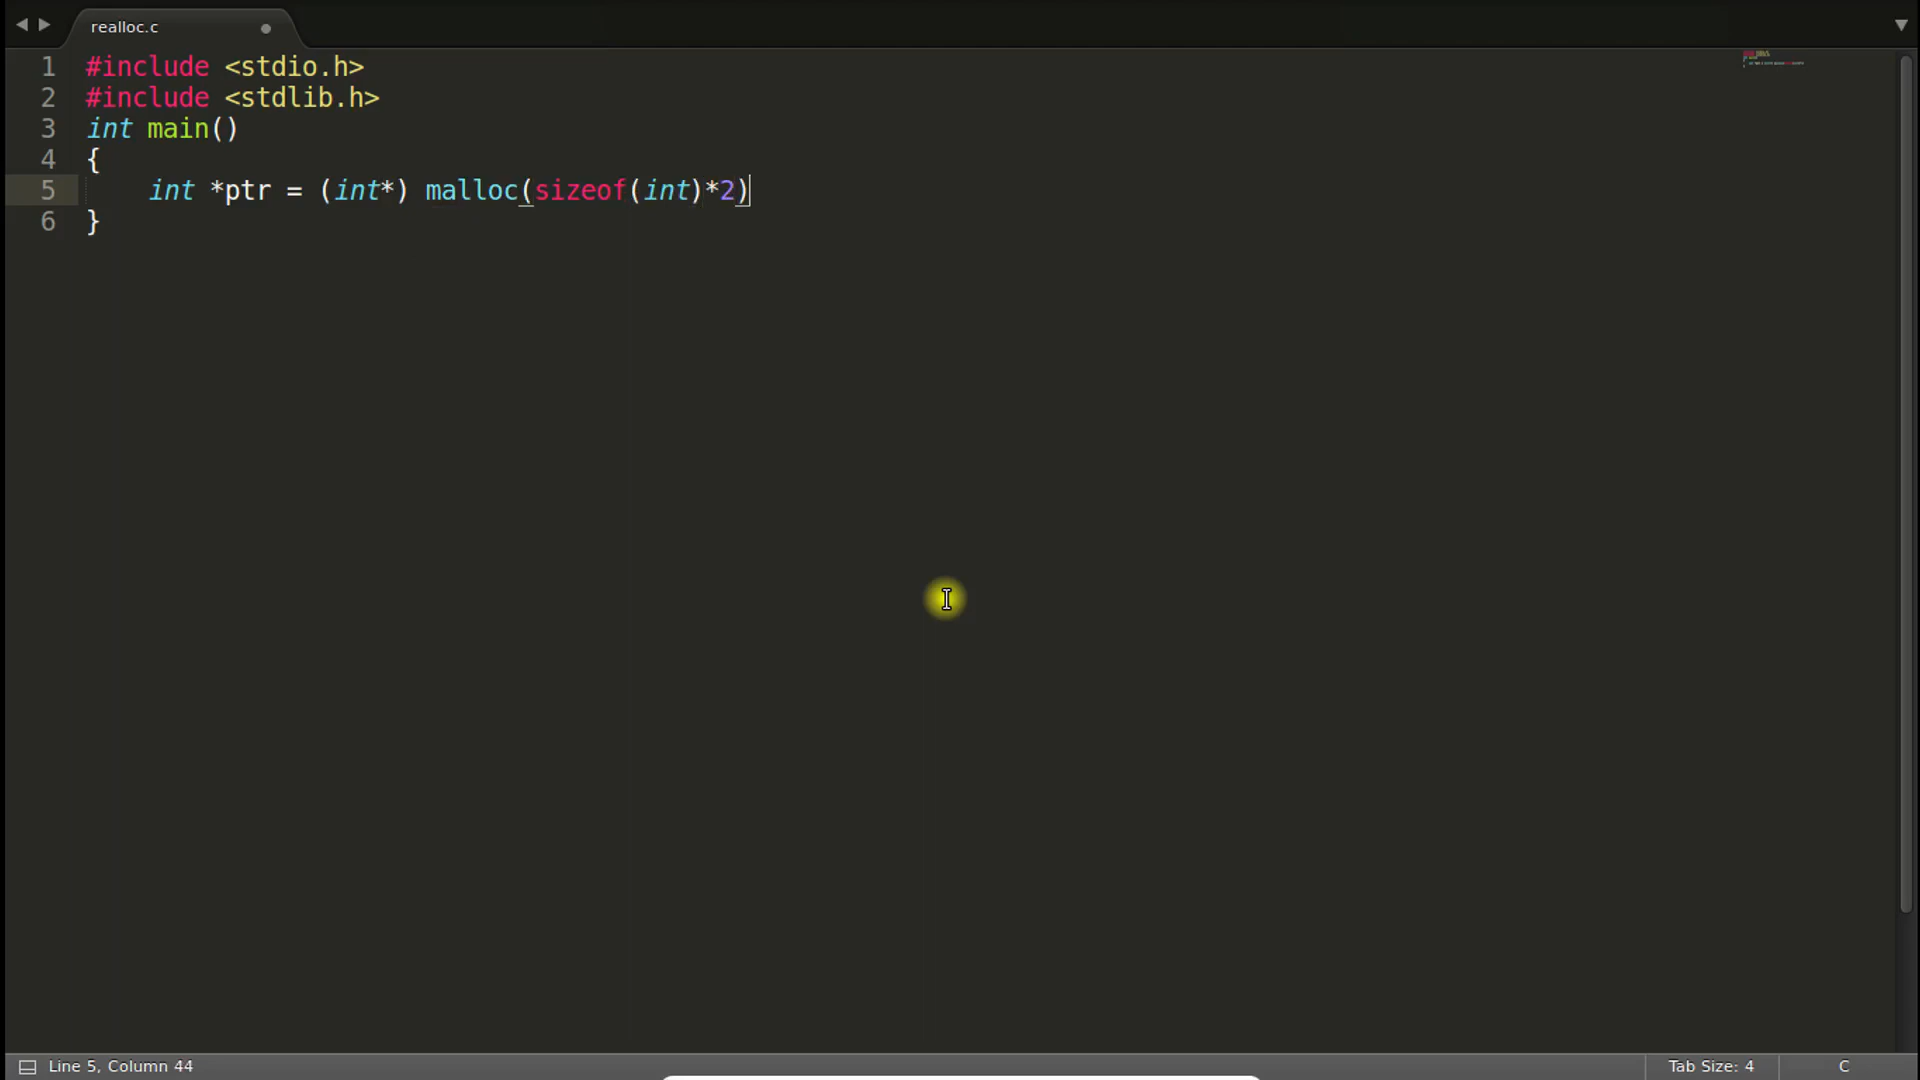 realloc.c
1 #include <stdio.h>
2 #include <stdlib.h>
3 int main()
4 {
5     int *ptr = (int*) malloc(sizeof(int)*2)
6 }
Line 5, Column 44
Tab Size: 4
C